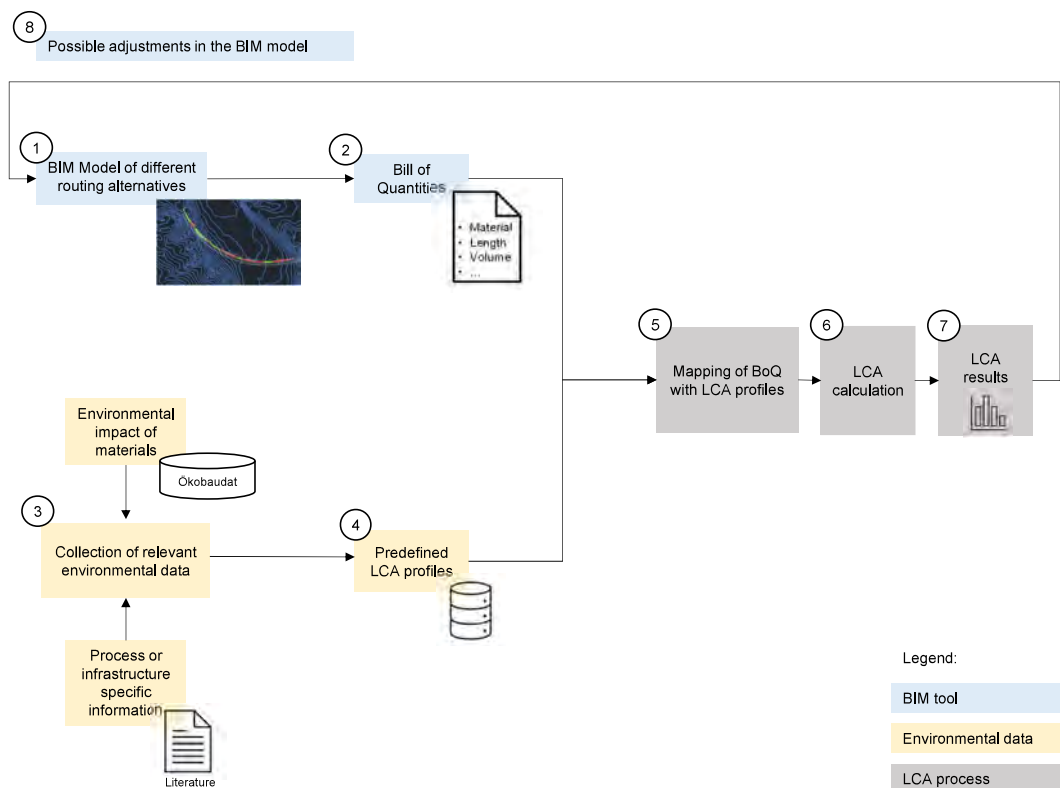 8
Possible adjustments in the BIM model
1
BIM Model of different
routing alternatives
2
Bill of
Quantities
• Material
• Length
• Volume
• ...
5
Mapping of BoQ
with LCA profiles
6
LCA
calculation
7
LCA
results
Environmental
impact of
materials
Ökobaudat
3
Collection of relevant
environmental data
4
Predefined
LCA profiles
Process or
infrastructure
specific
information
Literature
Legend:
BIM tool
Environmental data
LCA process